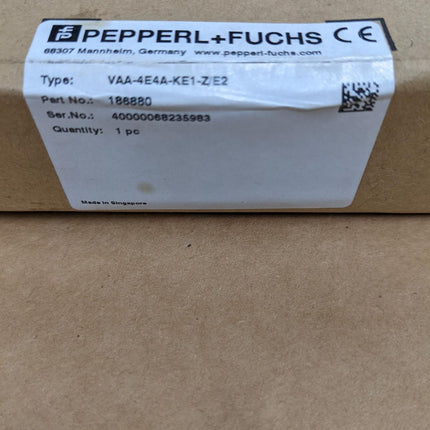 PEPPERL+FUCHS CE
68307 Mannheim, Germany www.pepperl-fuchs.com
Type: VAA-4E4A-KE1-Z/E2
Part No.: 186880
Ser.No.: 40000068235983
Quantity: 1 pc
Made in Singapore